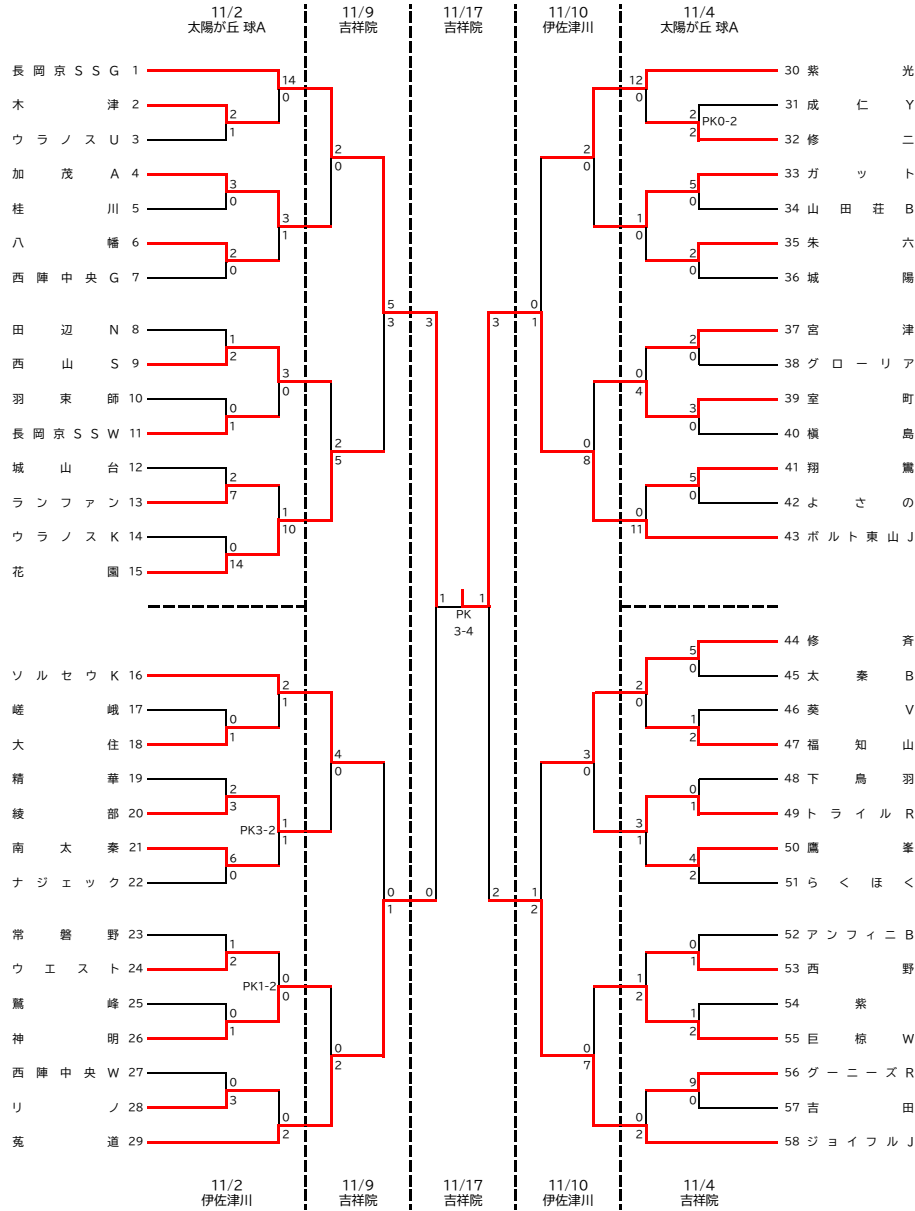 11/2
太陽が丘 球A
11/9
吉祥院
11/17
吉祥院
11/10
伊佐津川
11/4
太陽が丘 球A
長岡京SSG 1
木津 2
ウラノスU 3
加茂A 4
桂川 5
八幡 6
西陣中央G 7
田辺N 8
西山S 9
羽束師 10
長岡京SSW 11
城山台 12
ランファン 13
ウラノスK 14
花園 15
ソルセウK 16
嵯峨 17
大住 18
精華 19
綾部 20
南太秦 21
ナジェック 22
常磐野 23
ウエスト 24
鵞峰 25
神明 26
西陣中央W 27
リノ 28
菟道 29
14
0
2
1
3
0
3
1
2
0
2
0
1
2
3
0
0
1
2
5
2
7
1
10
0
14
5
3
3
2
1
0
1
4
0
2
3
PK3-2
1
1
6
0
0
1
0
1
2
PK1-2
0
0
0
1
0
2
0
3
0
2
1
1
PK
3-4
3
2
12
0
2
2
PK0-2
2
0
5
0
1
0
2
0
0
1
2
0
0
4
3
0
0
8
5
0
0
11
5
0
2
0
1
2
3
0
0
1
3
1
4
2
1
2
0
1
1
2
1
2
0
7
9
0
0
2
30 紫光
31 成仁Y
32 修二
33 ガット
34 山田荘B
35 朱六
36 城陽
37 宮津
38 グローリア
39 室町
40 槇島
41 翔鸞
42 よさの
43 ボルト東山J
44 修斉
45 太秦B
46 葵V
47 福知山
48 下鳥羽
49 トライルR
50 鷹峯
51 らくほく
52 アンフィニB
53 西野
54 紫
55 巨椋W
56 グーニーズR
57 吉田
58 ジョイフルJ
11/2
伊佐津川
11/9
吉祥院
11/17
吉祥院
11/10
伊佐津川
11/4
吉祥院